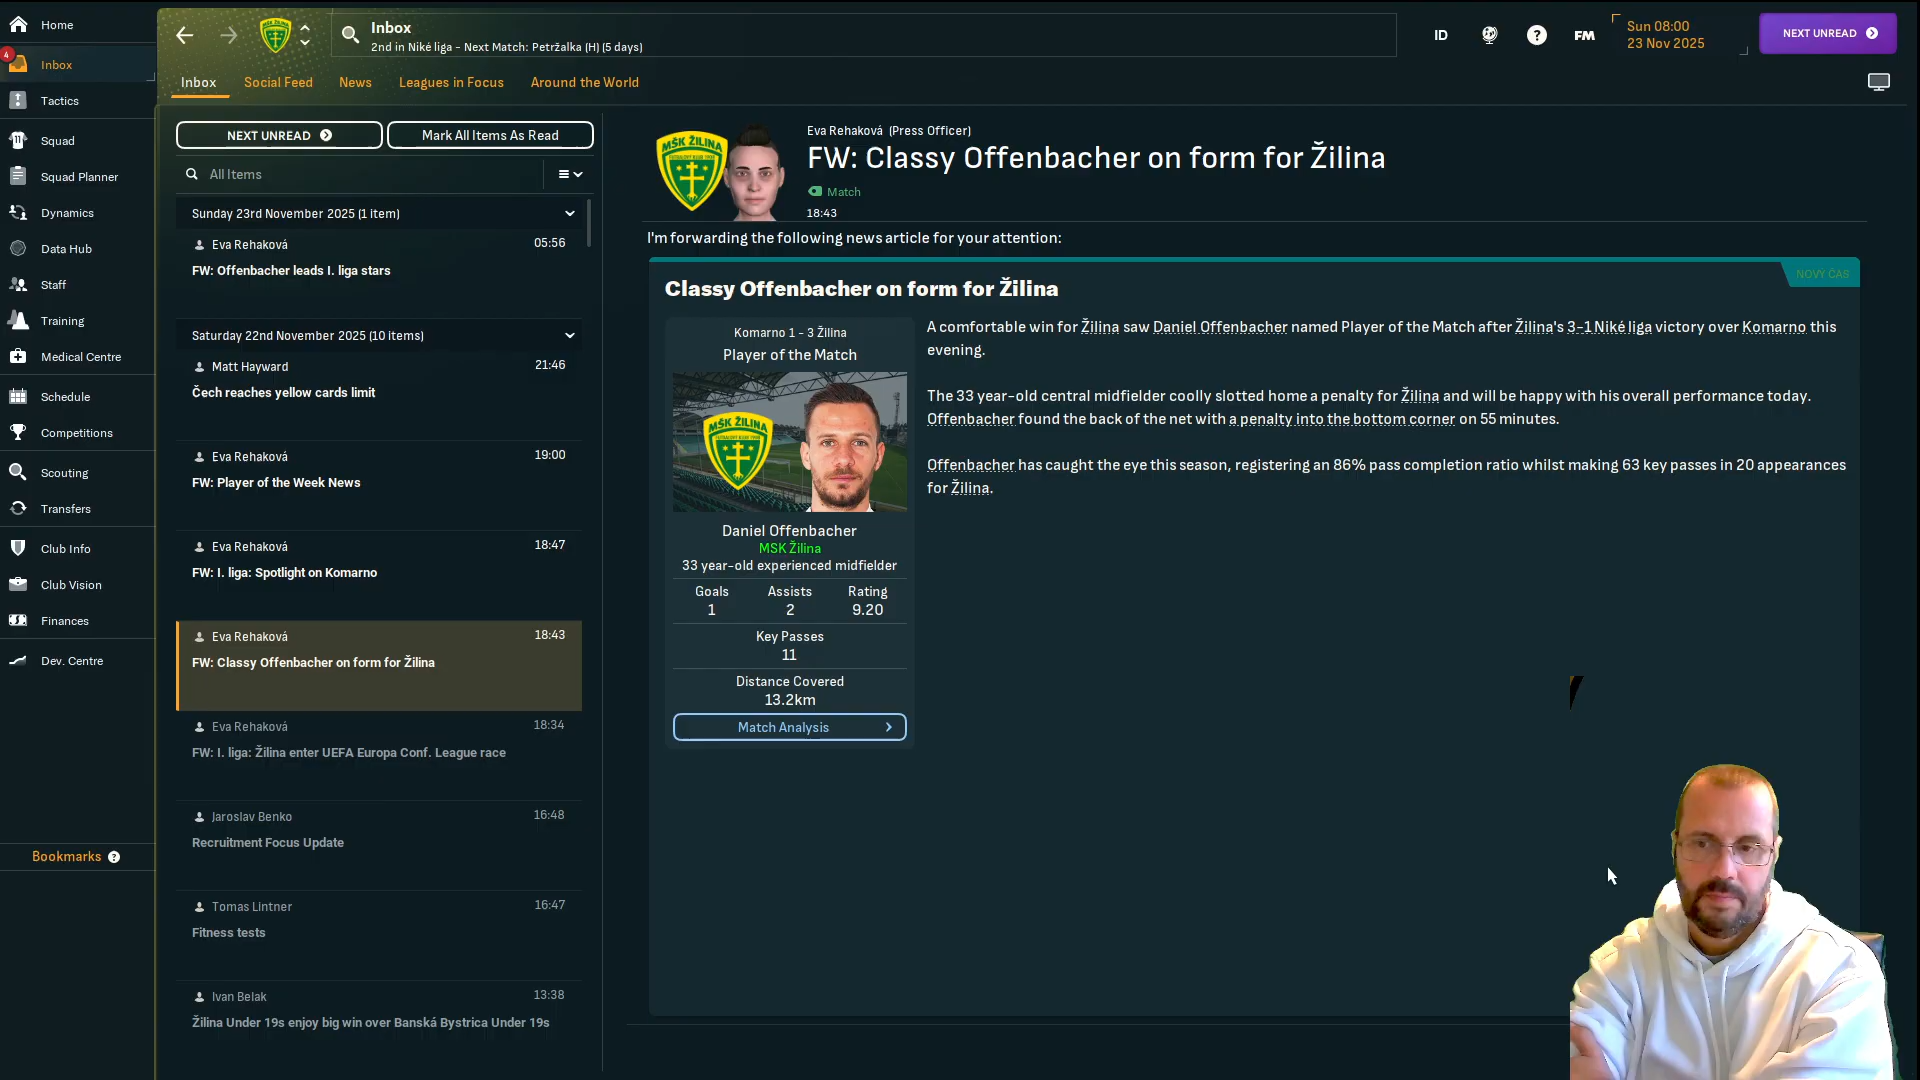 Home
4
Inbox
Tactics
Squad
Squad Planner
Dynamics
Data Hub
Staff
Training
Medical Centre
Schedule
Competitions
Scouting
Transfers
Club Info
Club Vision
Finances
Dev. Centre
Bookmarks ?
Inbox
2nd in Niké liga - Next Match: Petržalka (H) (5 days)
ID
?
FM
Sun 08:00
23 Nov 2025
NEXT UNREAD
Inbox
Social Feed
News
Leagues in Focus
Around the World
NEXT UNREAD
Mark All Items As Read
All Items
Sunday 23rd November 2025 (1 item)
Eva Rehaková 05:56
FW: Offenbacher leads I. liga stars
Saturday 22nd November 2025 (10 items)
Matt Hayward 21:46
Čech reaches yellow cards limit
Eva Rehaková 19:00
FW: Player of the Week News
Eva Rehaková 18:47
FW: I. liga: Spotlight on Komarno
Eva Rehaková 18:43
FW: Classy Offenbacher on form for Žilina
Eva Rehaková 18:34
FW: I. liga: Žilina enter UEFA Europa Conf. League race
Jaroslav Benko 16:48
Recruitment Focus Update
Tomas Lintner 16:47
Fitness tests
Ivan Belak 13:38
Žilina Under 19s enjoy big win over Banská Bystrica Under 19s
MŠK ŽILINA
Eva Rehaková (Press Officer)
FW: Classy Offenbacher on form for Žilina
Match
18:43
I'm forwarding the following news article for your attention:
NOVÝ ČAS
Classy Offenbacher on form for Žilina
Komarno 1 - 3 Žilina
Player of the Match
MŠK ŽILINA
Daniel Offenbacher
MSK Žilina
33 year-old experienced midfielder
Goals Assists Rating
1 2 9.20
Key Passes
11
Distance Covered
13.2km
Match Analysis
A comfortable win for Žilina saw Daniel Offenbacher named Player of the Match after Žilina's 3-1 Niké liga victory over Komarno this
evening.
The 33 year-old central midfielder coolly slotted home a penalty for Žilina and will be happy with his overall performance today.
Offenbacher found the back of the net with a penalty into the bottom corner on 55 minutes.
Offenbacher has caught the eye this season, registering an 86% pass completion ratio whilst making 63 key passes in 20 appearances
for Žilina.